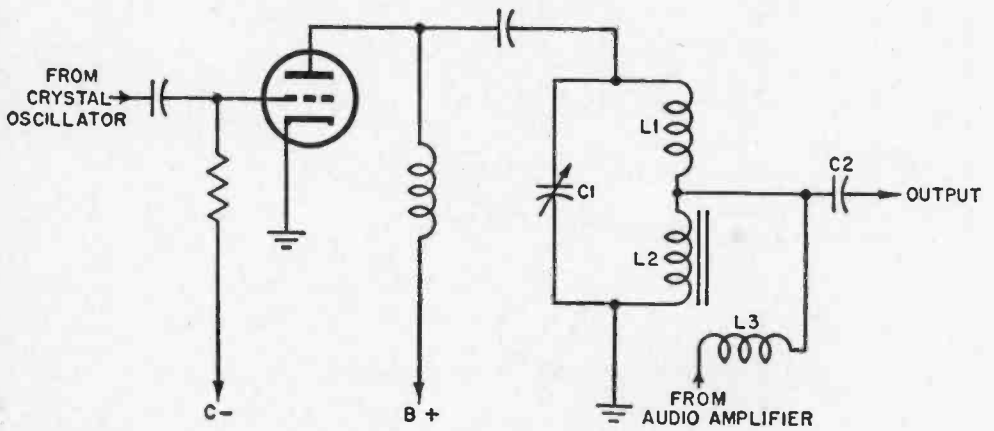 FROM
CRYSTAL
OSCILLATOR
C1
L1
L2
C2
OUTPUT
L3
FROM
AUDIO AMPLIFIER
C-
B+